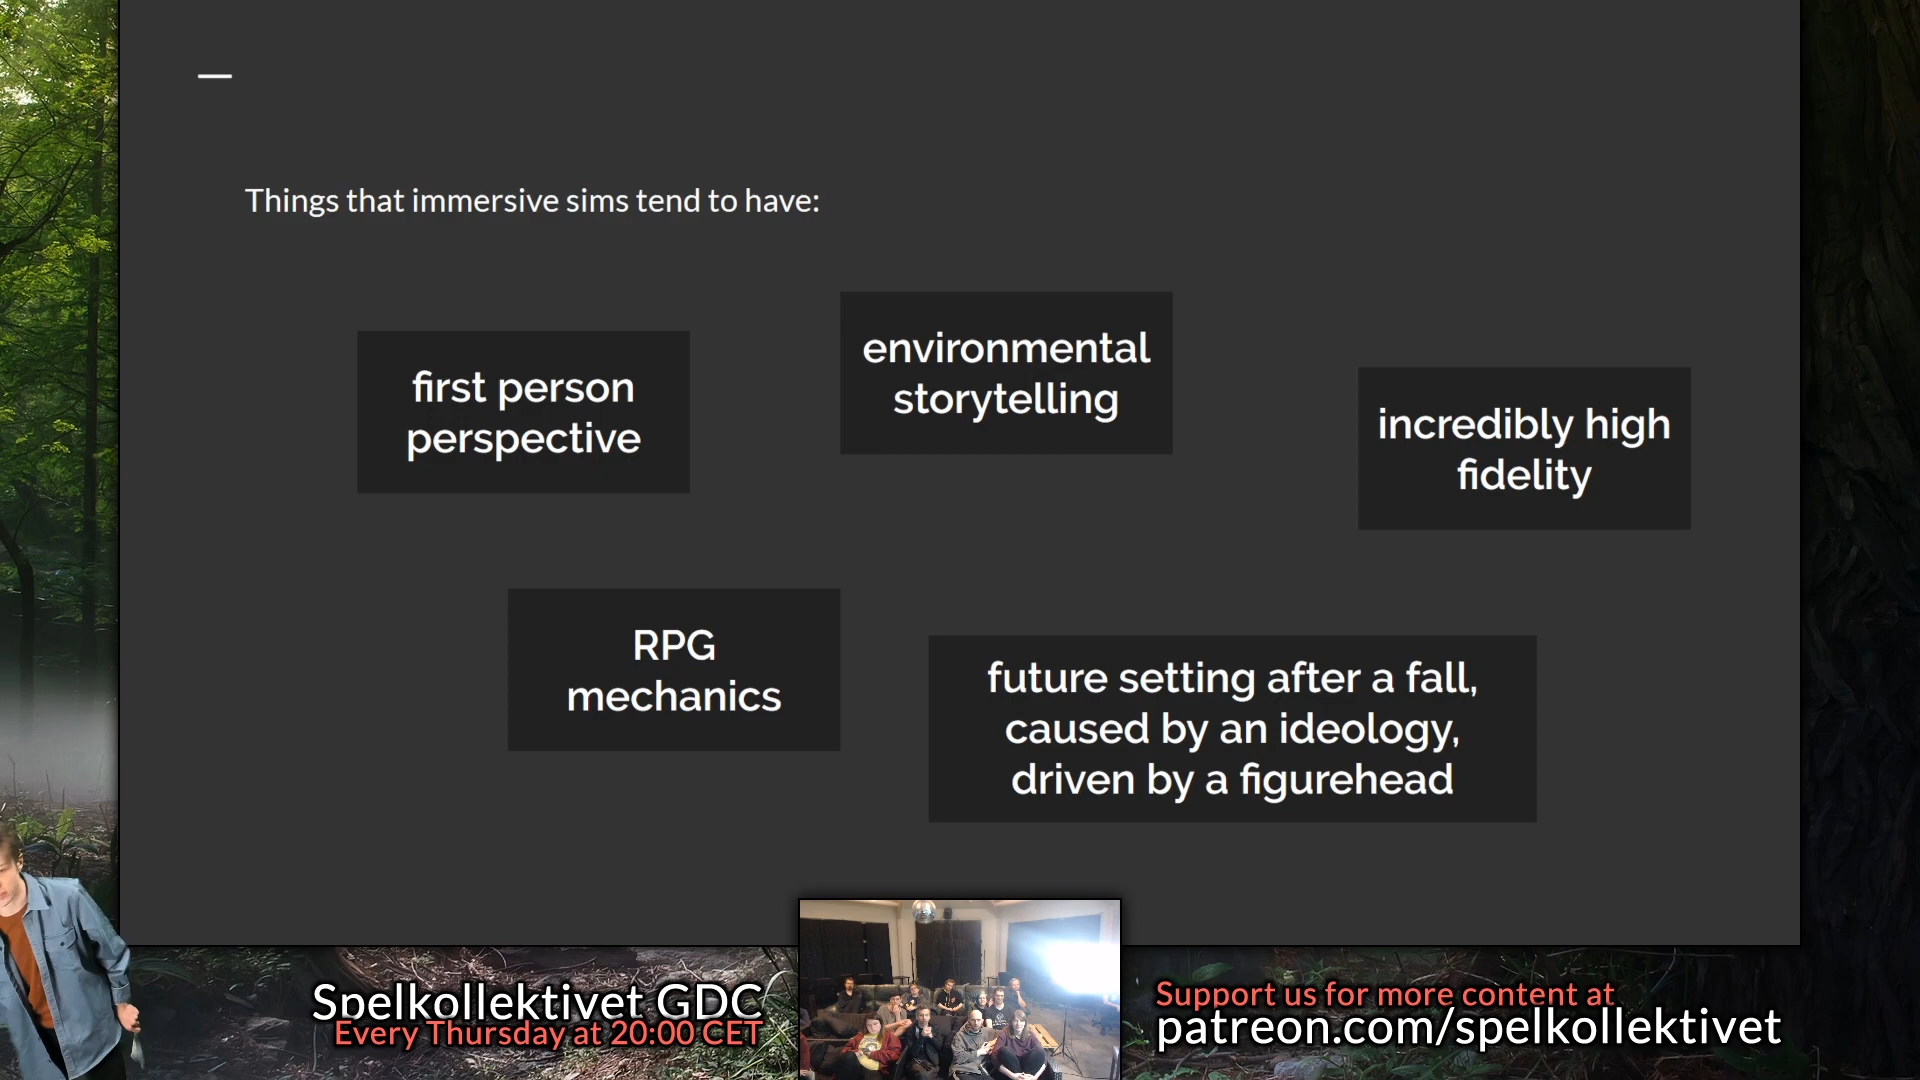 Things that immersive sims tend to have:
first person
perspective
environmental
storytelling
incredibly high
fidelity
RPG
mechanics
future setting after a fall,
caused by an ideology,
driven by a figurehead
Spelkollektivet GDC
Every Thursday at 20:00 CET
Support us for more content at
patreon.com/spelkollektivet